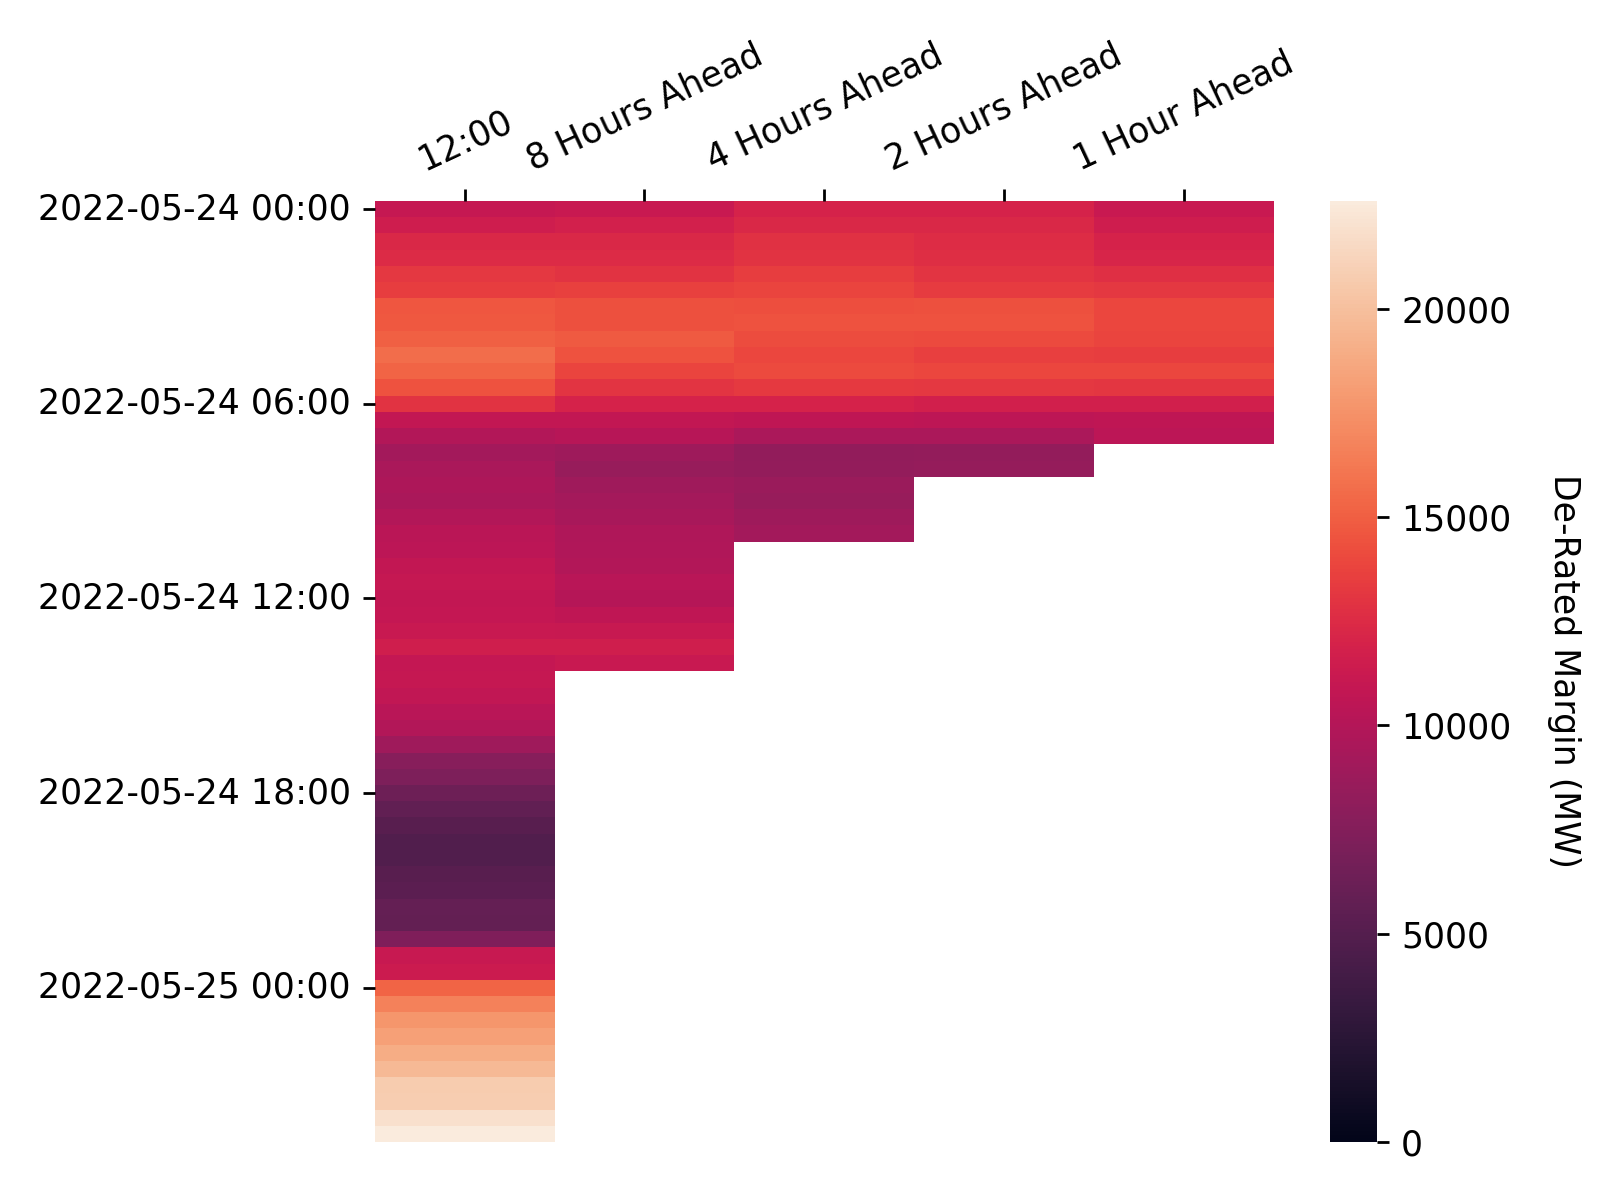 12:00
8 Hours Ahead
4 Hours Ahead
2 Hours Ahead
1 Hour Ahead
2022-05-24 00:00
2022-05-24 06:00
2022-05-24 12:00
2022-05-24 18:00
2022-05-25 00:00
20000
15000
10000
5000
0
De-Rated Margin (MW)